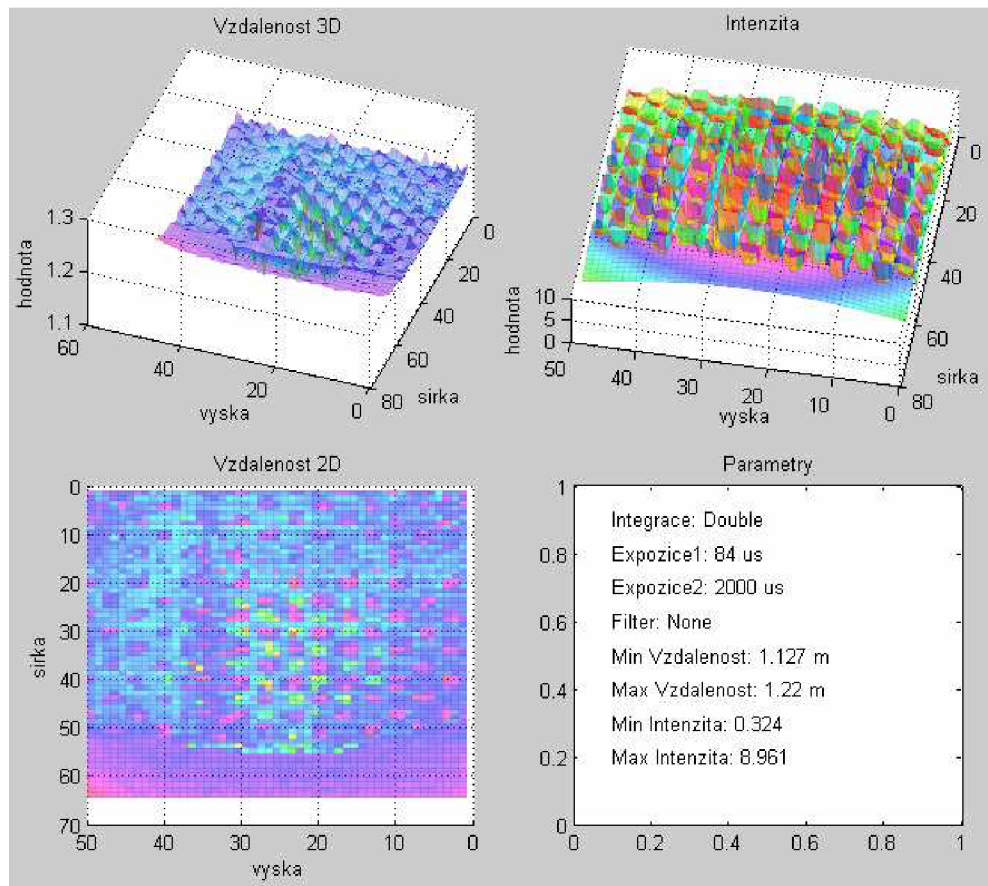 Vzdalenost 3D
1.3
1.2
1.1
hodnota
60
40
20
0
vyska
0
20
40
60
80
sirka
Intenzita
10
5
0
hodnota
50
40
30
20
10
0
vyska
0
20
40
60
80
sirka
Vzdalenost 2D
0
10
20
30
40
50
60
70
sirka
50
40
30
20
10
0
vyska
Parametry
1
0.8
0.6
0.4
0.2
0
Integrace: Double
Expozice1: 84 us
Expozice2: 2000 us
Filter: None
Min Vzdalenost: 1.127 m
Max Vzdalenost: 1.22 m
Min Intenzita: 0.324
Max Intenzita: 8.961
0
0.2
0.4
0.6
0.8
1